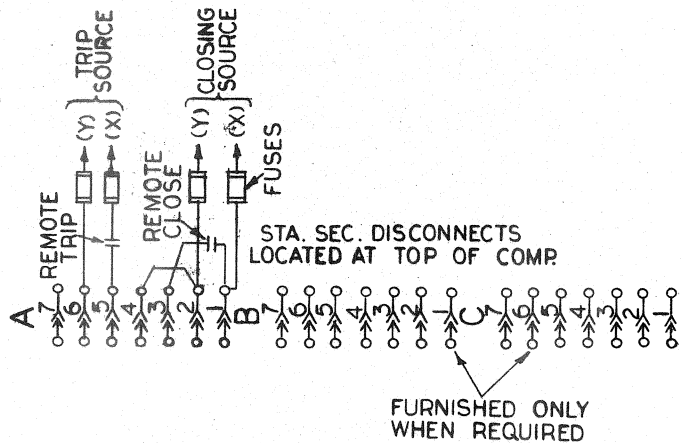 TRIP
SOURCE
CLOSING
SOURCE
(Y)
(X)
(Y)
(X)
REMOTE
TRIP
REMOTE
CLOSE
FUSES
STA. SEC. DISCONNECTS
LOCATED AT TOP OF COMP.
A
7
6
5
4
3
2
1
B
7
6
5
4
3
2
1
C
7
6
5
4
3
2
1
FURNISHED ONLY
WHEN REQUIRED